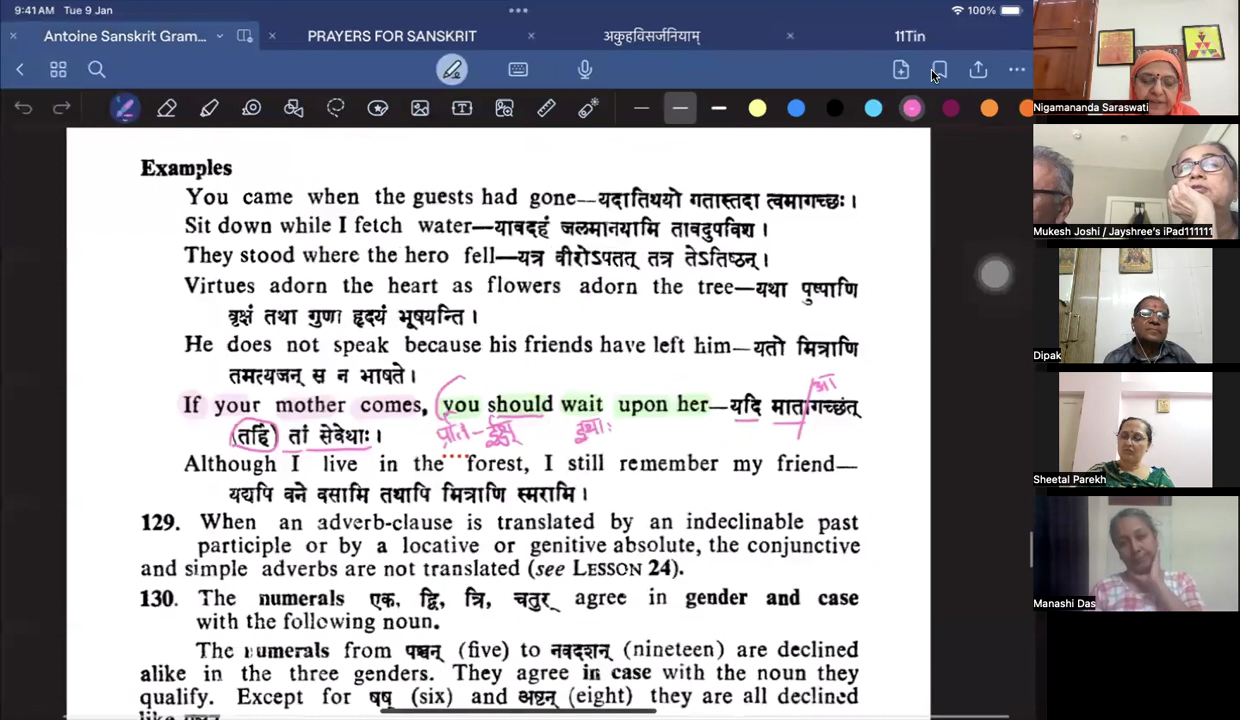 9:41 AM Tue 9 Jan
100%
Antoine Sanskrit Gram...
PRAYERS FOR SANSKRIT
अकुहविसर्जनियाम्
11Tin
Examples
You came when the guests had gone—यदातिथयो गतास्तदा त्वमागच्छः।
Sit down while I fetch water—यावदहं जलमानयामि तावदुपविश।
They stood where the hero fell—यत्र वीरोऽपतत् तत्र तेऽतिष्ठन्।
Virtues adorn the heart as flowers adorn the tree—यथा पुष्पाणि
वृक्षं तथा गुणा हृदयं भूषयन्ति।
He does not speak because his friends have left him—यतो मित्राणि
तमत्यजन् स न भाषते।
If your mother comes, you should wait upon her—यदि मातागच्छेत्
तर्हि तां सेवेथाः।
Although I live in the forest, I still remember my friend—
यद्यपि वने वसामि तथापि मित्राणि स्मरामि।
129. When an adverb-clause is translated by an indeclinable past
participle or by a locative or genitive absolute, the conjunctive
and simple adverbs are not translated (see LESSON 24).
130. The numerals एक, द्वि, त्रि, चतुर् agree in gender and case
with the following noun.
The numerals from पञ्चन् (five) to नवदशन् (nineteen) are declined
alike in the three genders. They agree in case with the noun they
qualify. Except for षष् (six) and अष्टन् (eight) they are all declined
Nigamananda Saraswati
Mukesh Joshi / Jayshree's iPad111111
Dipak
Sheetal Parekh
Manashi Das